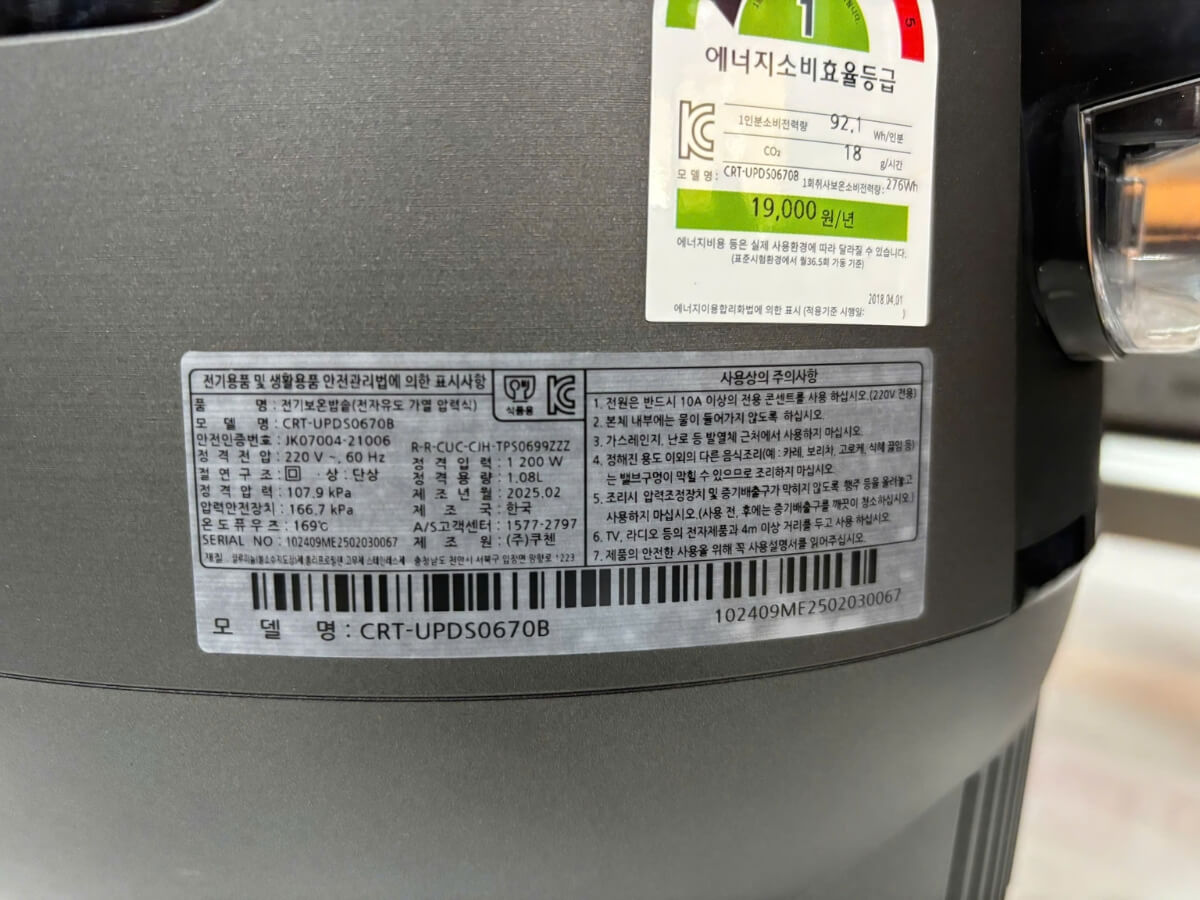 1
5
에너지소비효율등급
1인분소비전력량 92.1 Wh/인분
CO₂ 18 g/시간
모델명: CRT-UPDS0670B 1회취사보온소비전력량: 276Wh
19,000 원/년
에너지비용 등은 실제 사용환경에 따라 달라질 수 있습니다.
(표준시험환경에서 월36.5회 가동 기준)
2018.04.01
에너지이용합리화법에 의한 표시 (적용기준 시행일: )
전기용품 및 생활용품 안전관리법에 의한 표시사항
식품용
품 명 : 전기보온밥솥(전자유도 가열 압력식)
모 델 명 : CRT-UPDS0670B
안전인증번호 : JK07004-21006 R-R-CUC-CJH-TPS0699ZZZ
정 격 전 압 : 220 V ~, 60 Hz 정 격 입 력 : 1 200 W
절 연 구 조 : 상 : 단상 정 격 용 량 : 1.08L
정 격 압 력 : 107.9 kPa 제 조 년 월 : 2025.02
압력안전장치 : 166.7 kPa 제 조 국 : 한국
온 도 퓨 즈 : 169℃ A/S고객센터 : 1577-2797
SERIAL NO : 102409ME2502030067 제 조 원 : (주)쿠첸
재질 : 충청남도 천안시 서북구 입장면 망향로 1223
사용상의 주의사항
1. 전원은 반드시 10A 이상의 전용 콘센트를 사용 하십시오.(220V 전용)
2. 본체 내부에는 물이 들어가지 않도록 하십시오.
3. 가스레인지, 난로 등 발열체 근처에서 사용하지 마십시오.
4. 정해진 용도 이외의 다른 음식조리(예 : 카레, 보리차, 고로케, 식혜 끓임 등)
는 밸브구멍이 막힐 수 있으므로 조리하지 마십시오.
5. 조리시 압력조정장치 및 증기배출구가 막히지 않도록 행주 등을 올려놓고
사용하지 마십시오.(사용 전, 후에는 증기배출구를 깨끗이 청소하십시오.)
6. TV, 라디오 등의 전자제품과 4m 이상 거리를 두고 사용 하십시오.
7. 제품의 안전한 사용을 위해 꼭 사용설명서를 읽어주십시오.
102409ME2502030067
모 델 명 : CRT-UPDS0670B